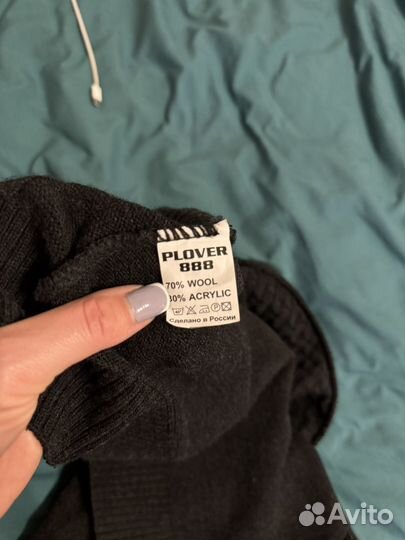 PLOVER
888
70% WOOL
30% ACRYLIC
Сделано в России
Avito